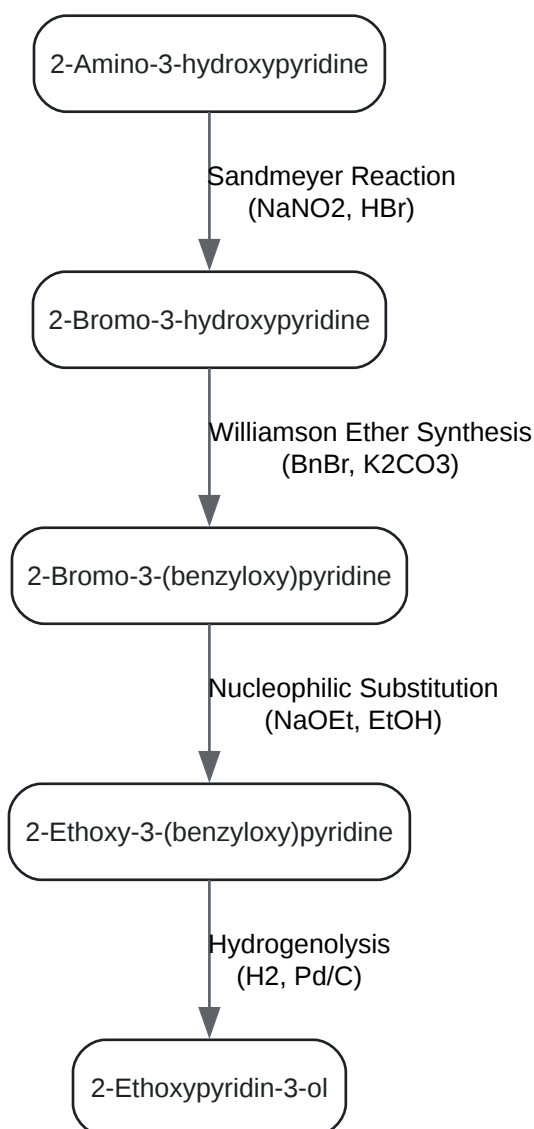 2-Amino-3-hydroxypyridine
Sandmeyer Reaction
(NaNO2, HBr)
2-Bromo-3-hydroxypyridine
Williamson Ether Synthesis
(BnBr, K2CO3)
2-Bromo-3-(benzyloxy)pyridine
Nucleophilic Substitution
(NaOEt, EtOH)
2-Ethoxy-3-(benzyloxy)pyridine
Hydrogenolysis
(H2, Pd/C)
2-Ethoxypyridin-3-ol